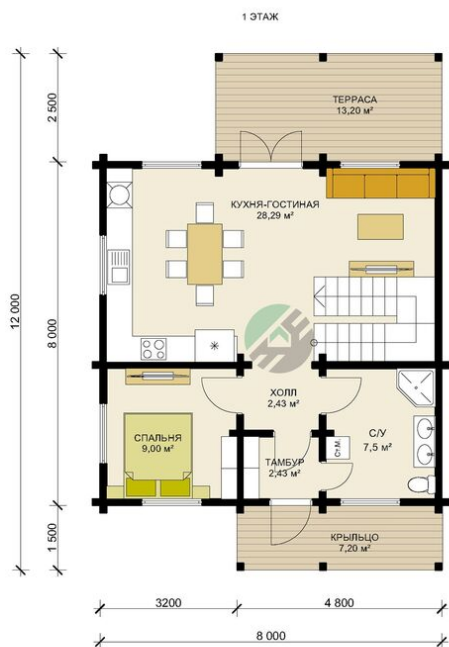 1 ЭТАЖ
ТЕРРАСА
13,20 м²
2 500
КУХНЯ-ГОСТИНАЯ
28,29 м²
12 000
8 000
ХОЛЛ
2,43 м²
СПАЛЬНЯ
9,00 м²
С/У
7,5 м²
Ст.М.
ТАМБУР
2,43 м²
1 500
КРЫЛЬЦО
7,20 м²
3200
4 800
8 000